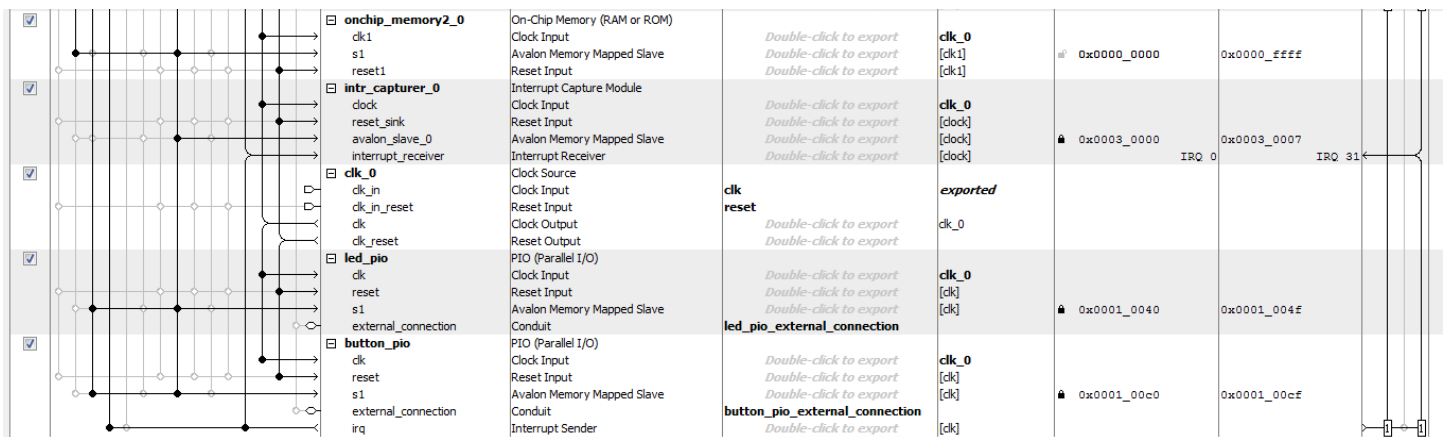 onchip_memory2_0 On-Chip Memory (RAM or ROM)
clk1 Clock Input Double-click to export clk_0
s1 Avalon Memory Mapped Slave Double-click to export [clk1] 0x0000_0000 0x0000_ffff
reset1 Reset Input Double-click to export [clk1]
intr_capturer_0 Interrupt Capture Module
clock Clock Input Double-click to export clk_0
reset_sink Reset Input Double-click to export [clock]
avalon_slave_0 Avalon Memory Mapped Slave Double-click to export [clock] 0x0003_0000 0x0003_0007
interrupt_receiver Interrupt Receiver Double-click to export [clock] IRQ 0 IRQ 31
clk_0 Clock Source
clk_in Clock Input clk exported
clk_in_reset Reset Input reset
clk Clock Output Double-click to export clk_0
clk_reset Reset Output Double-click to export
led_pio PIO (Parallel I/O)
clk Clock Input Double-click to export clk_0
reset Reset Input Double-click to export [clk]
s1 Avalon Memory Mapped Slave Double-click to export [clk] 0x0001_0040 0x0001_004f
external_connection Conduit led_pio_external_connection
button_pio PIO (Parallel I/O)
clk Clock Input Double-click to export clk_0
reset Reset Input Double-click to export [clk]
s1 Avalon Memory Mapped Slave Double-click to export [clk] 0x0001_00c0 0x0001_00cf
external_connection Conduit button_pio_external_connection
irq Interrupt Sender Double-click to export [clk] 1 1